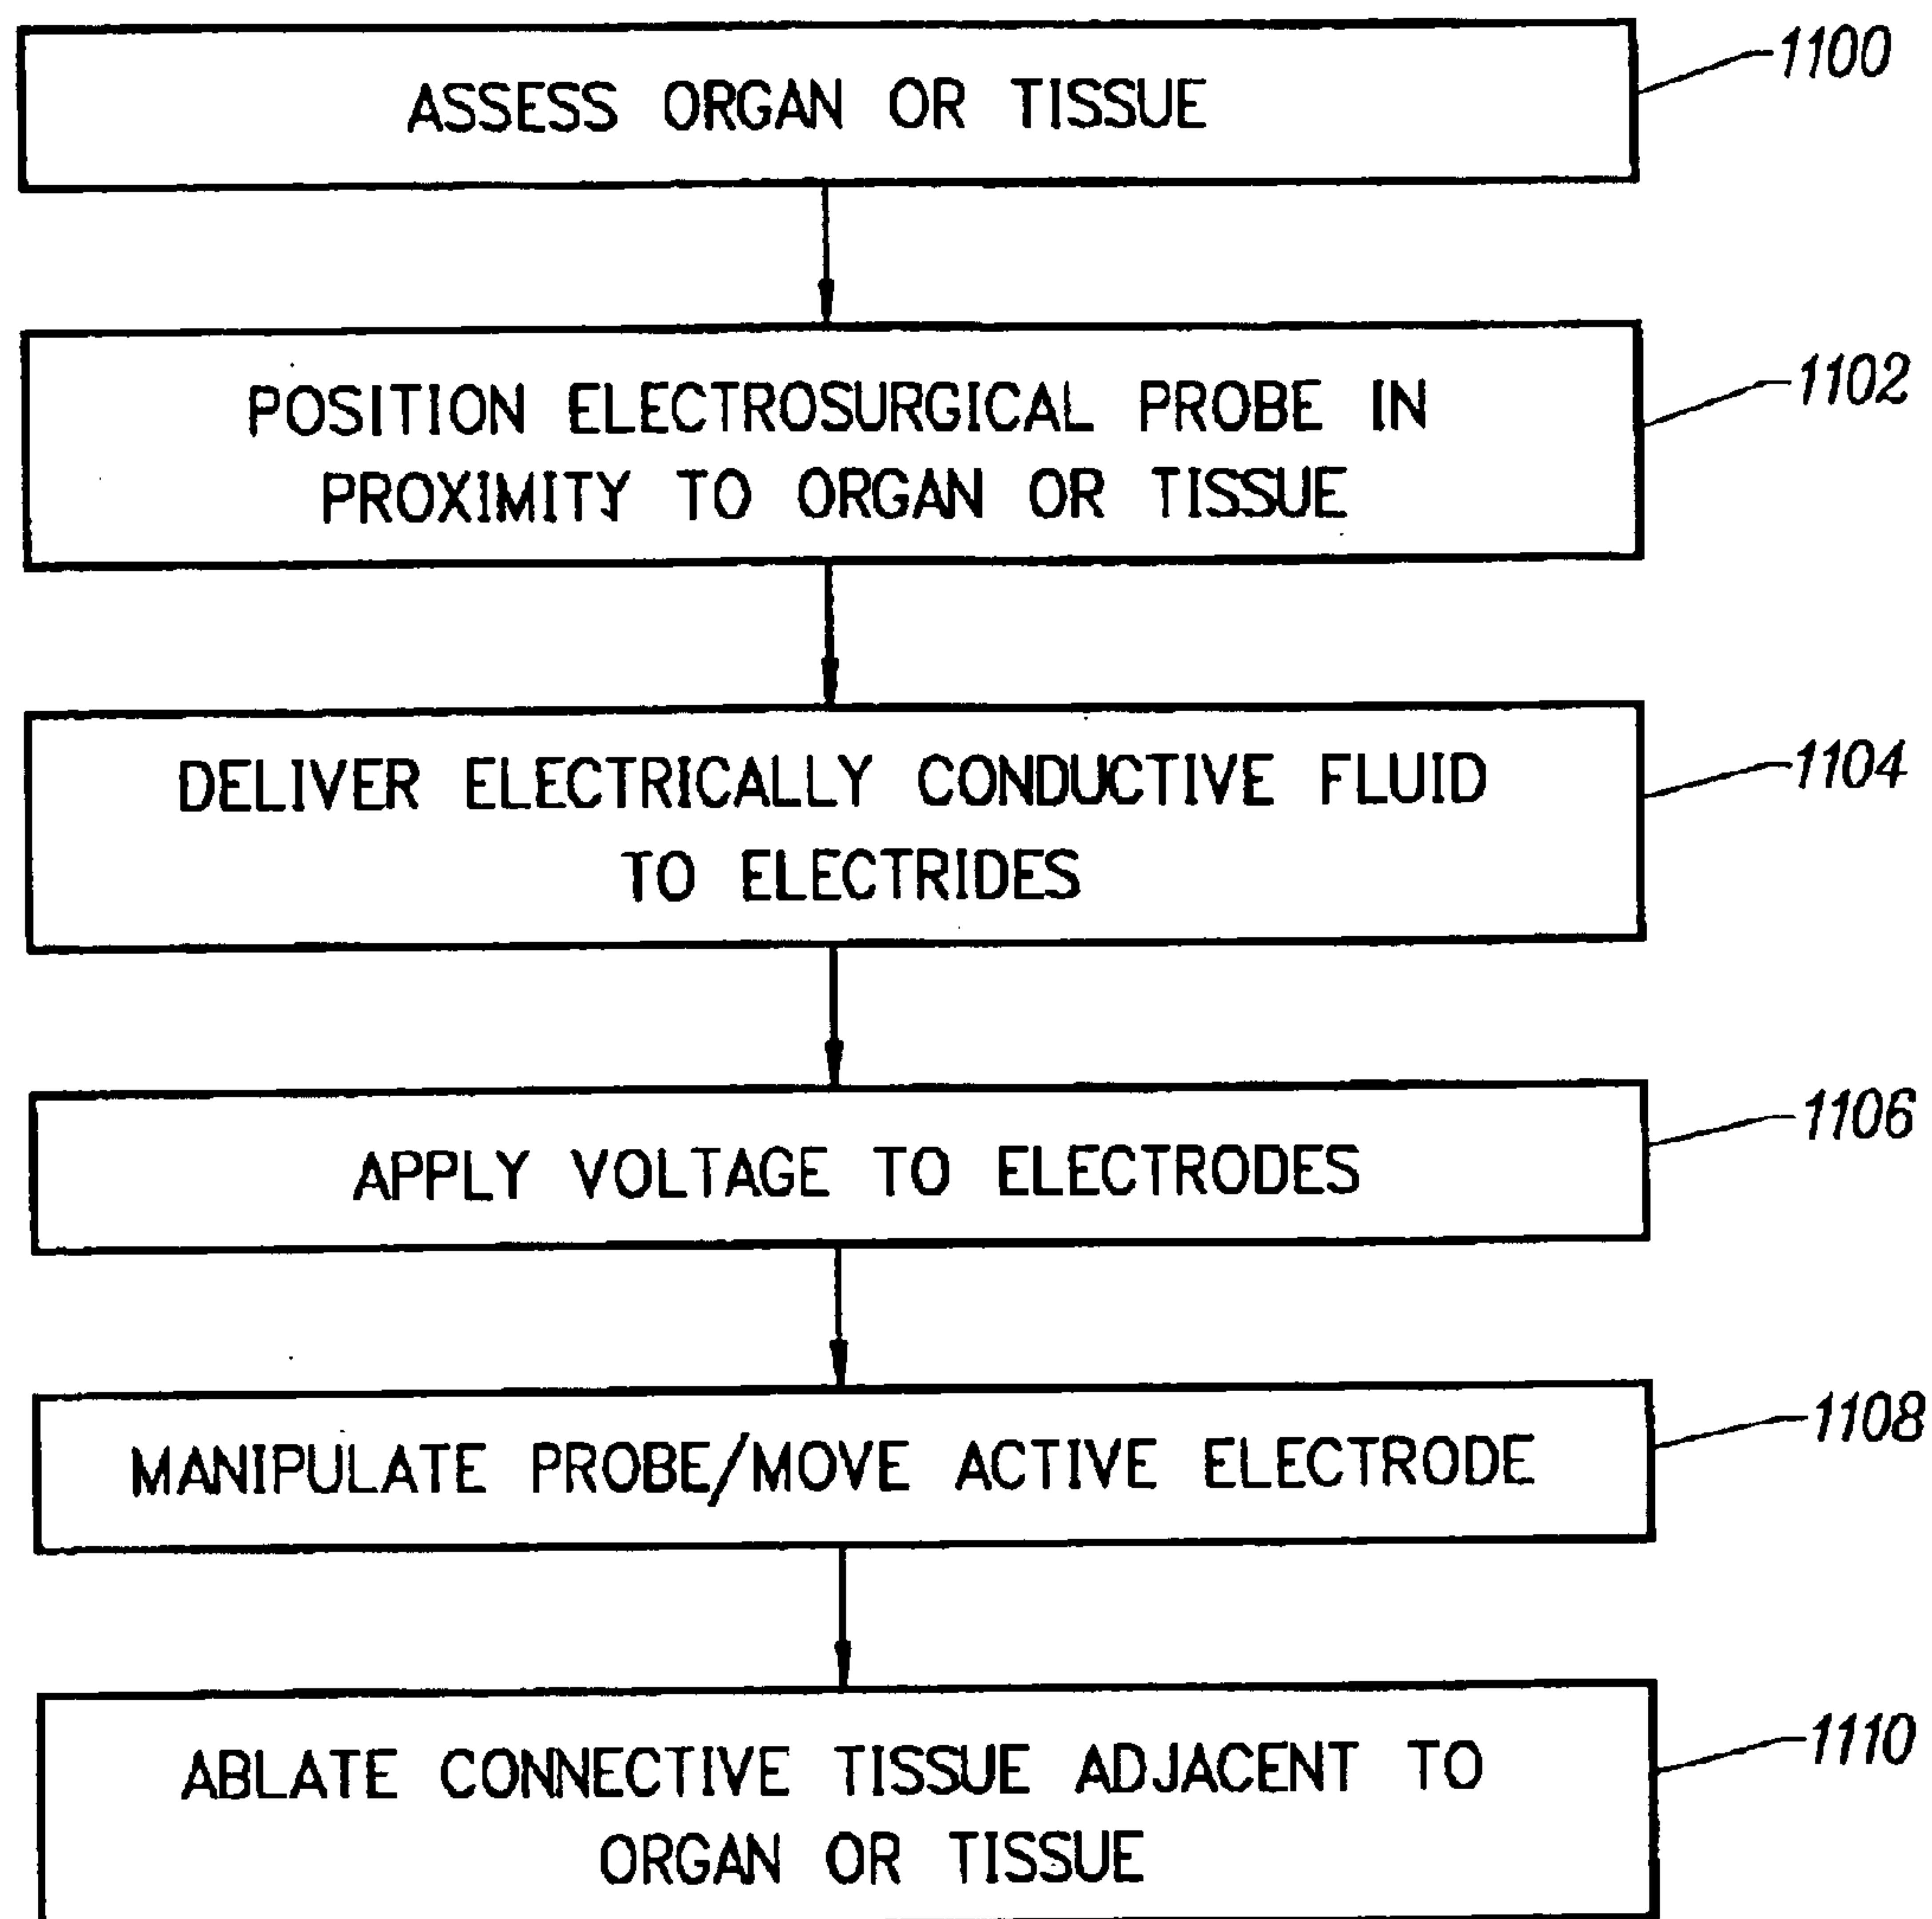 ASSESS ORGAN OR TISSUE
1100
POSITION ELECTROSURGICAL PROBE IN
PROXIMITY TO ORGAN OR TISSUE
1102
DELIVER ELECTRICALLY CONDUCTIVE FLUID
TO ELECTRIDES
1104
APPLY VOLTAGE TO ELECTRODES
1106
MANIPULATE PROBE/MOVE ACTIVE ELECTRODE
1108
ABLATE CONNECTIVE TISSUE ADJACENT TO
ORGAN OR TISSUE
1110